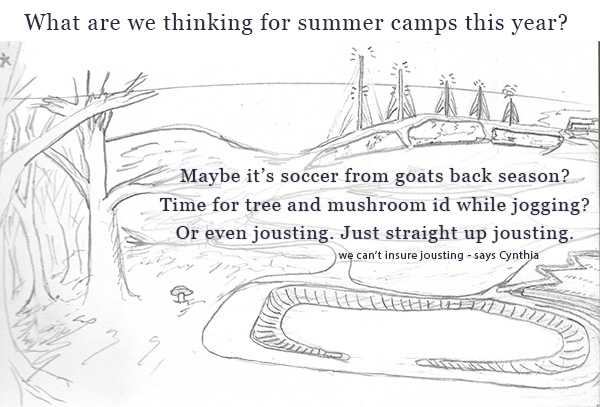 What are we thinking for summer camps this year?
Maybe it's soccer from goats back season?
Time for tree and mushroom id while jogging?
Or even jousting. Just straight up jousting.
we can't insure jousting - says Cynthia